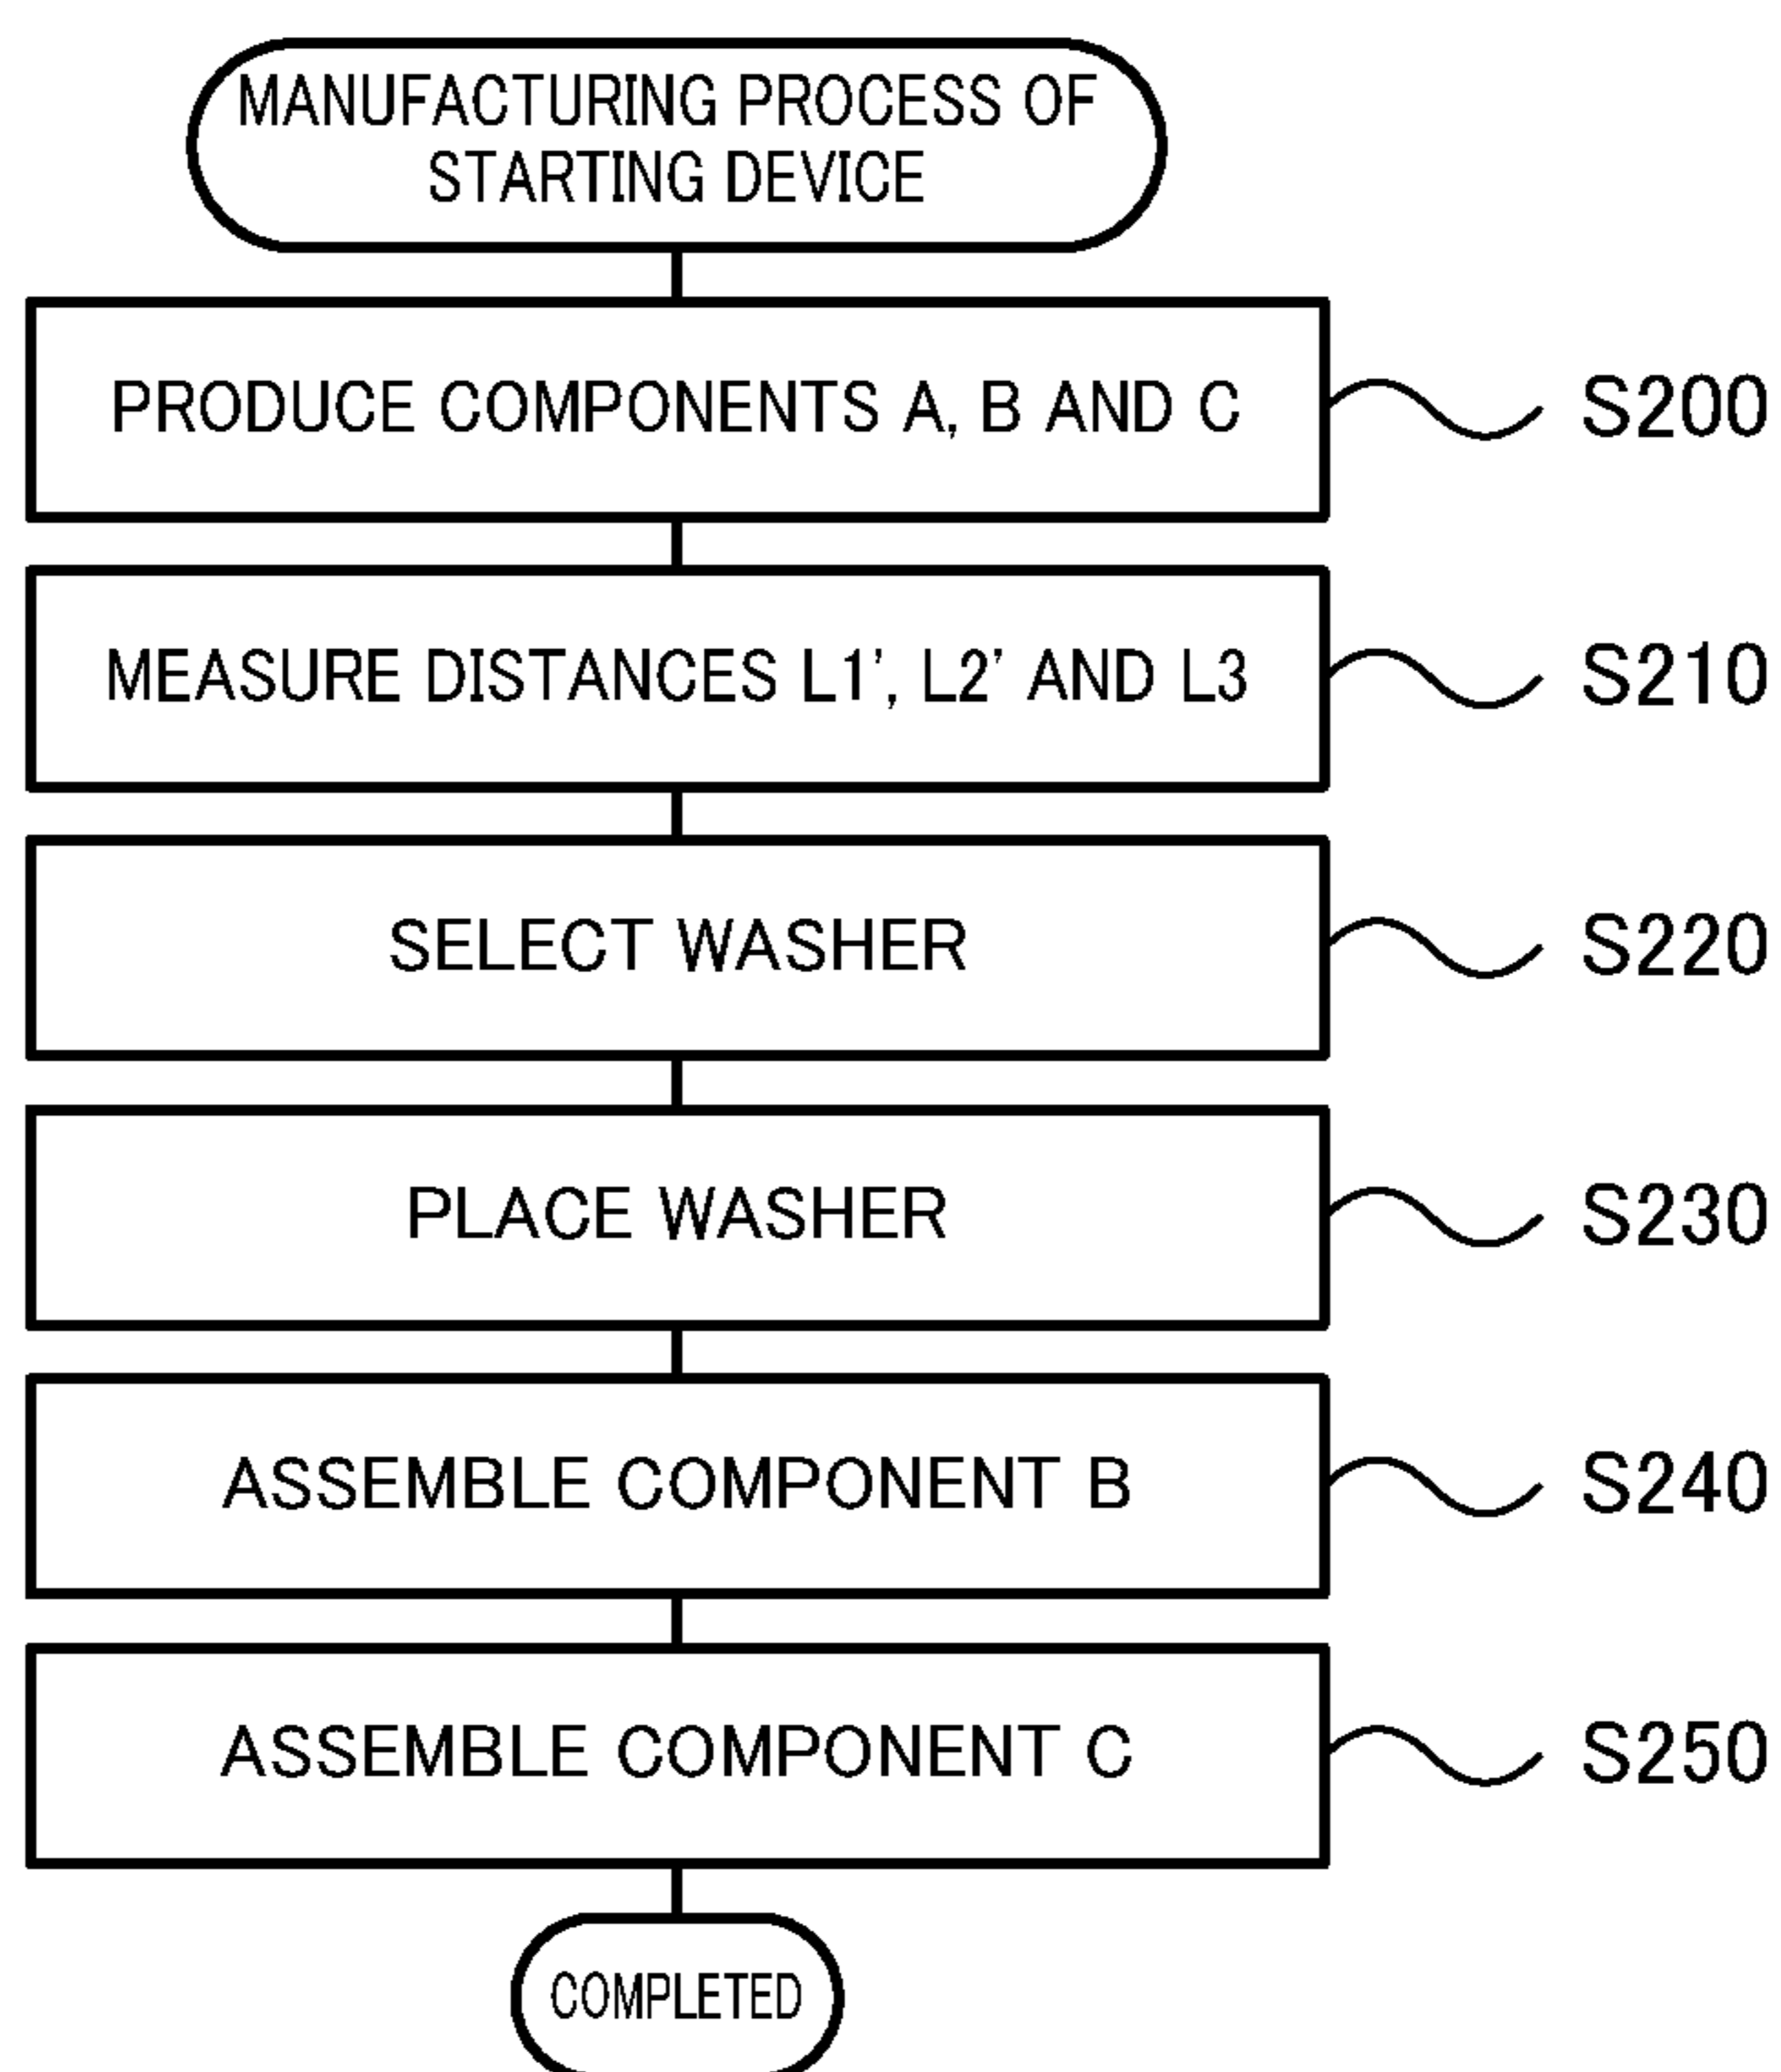 MANUFACTURING PROCESS OF
STARTING DEVICE
PRODUCE COMPONENTS A, B AND C
S200
MEASURE DISTANCES L1', L2' AND L3
S210
SELECT WASHER
S220
PLACE WASHER
S230
ASSEMBLE COMPONENT B
S240
ASSEMBLE COMPONENT C
S250
COMPLETED